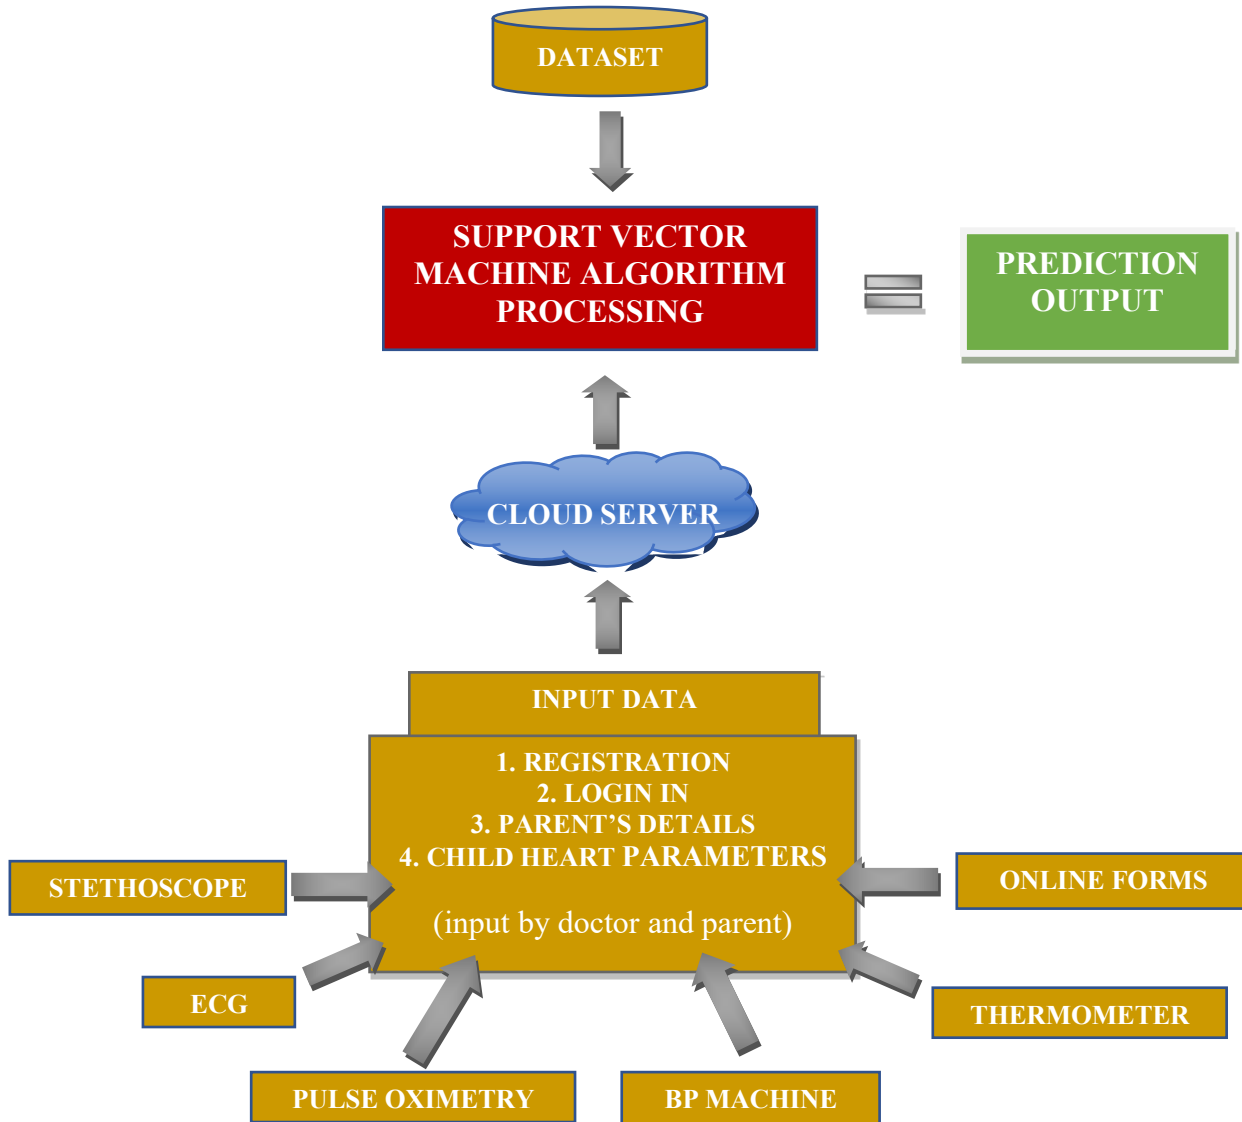 DATASET
SUPPORT VECTOR
MACHINE ALGORITHM
PROCESSING
PREDICTION
OUTPUT
CLOUD SERVER
INPUT DATA
1. REGISTRATION
2. LOGIN IN
3. PARENT’S DETAILS
4. CHILD HEART PARAMETERS
(input by doctor and parent)
STETHOSCOPE
ONLINE FORMS
ECG
THERMOMETER
PULSE OXIMETRY
BP MACHINE